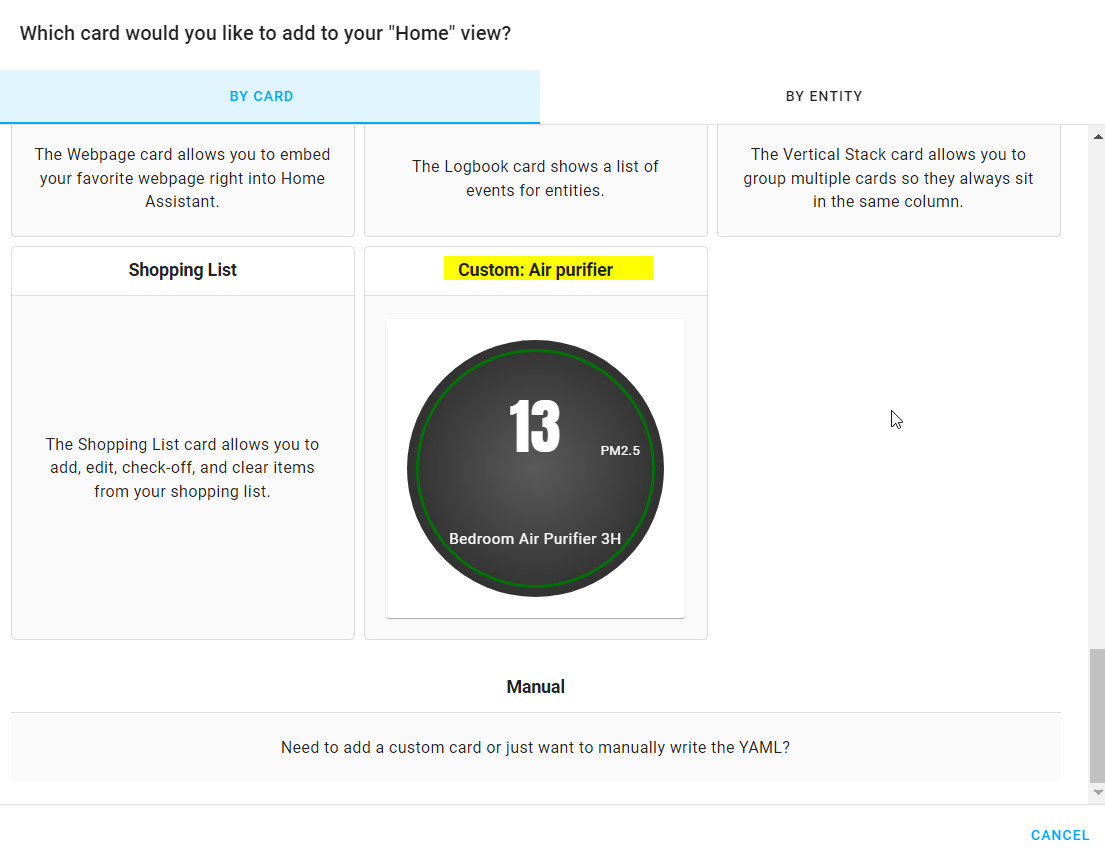 Which card would you like to add to your "Home" view?
BY CARD
BY ENTITY
The Webpage card allows you to embed
your favorite webpage right into Home
Assistant.
The Logbook card shows a list of
events for entities.
The Vertical Stack card allows you to
group multiple cards so they always sit
in the same column.
Shopping List
The Shopping List card allows you to
add, edit, check-off, and clear items
from your shopping list.
Custom: Air purifier
13
PM2.5
Bedroom Air Purifier 3H
Manual
Need to add a custom card or just want to manually write the YAML?
CANCEL